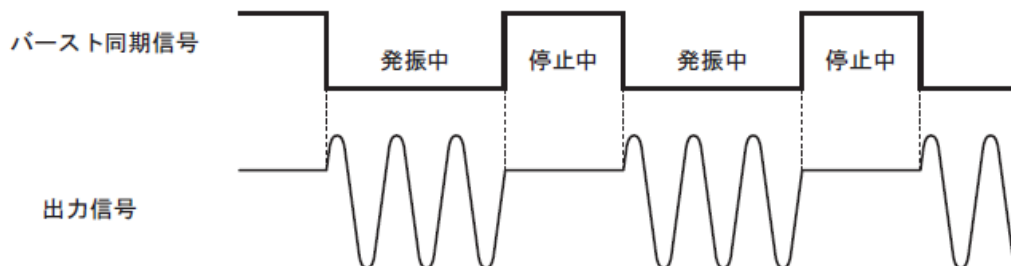 バースト同期信号
発振中
停止中
発振中
停止中
出力信号